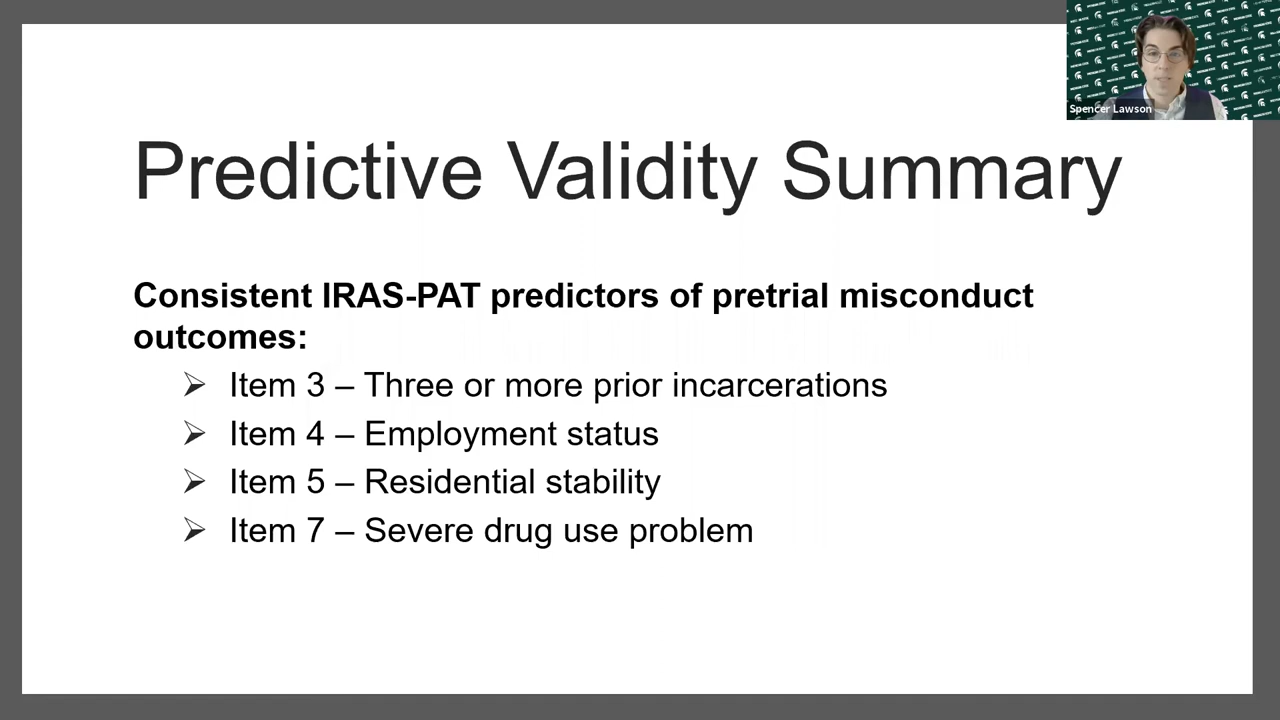 Spencer Lawson
Predictive Validity Summary
Consistent IRAS-PAT predictors of pretrial misconduct
outcomes:
➢ Item 3 – Three or more prior incarcerations
➢ Item 4 – Employment status
➢ Item 5 – Residential stability
➢ Item 7 – Severe drug use problem